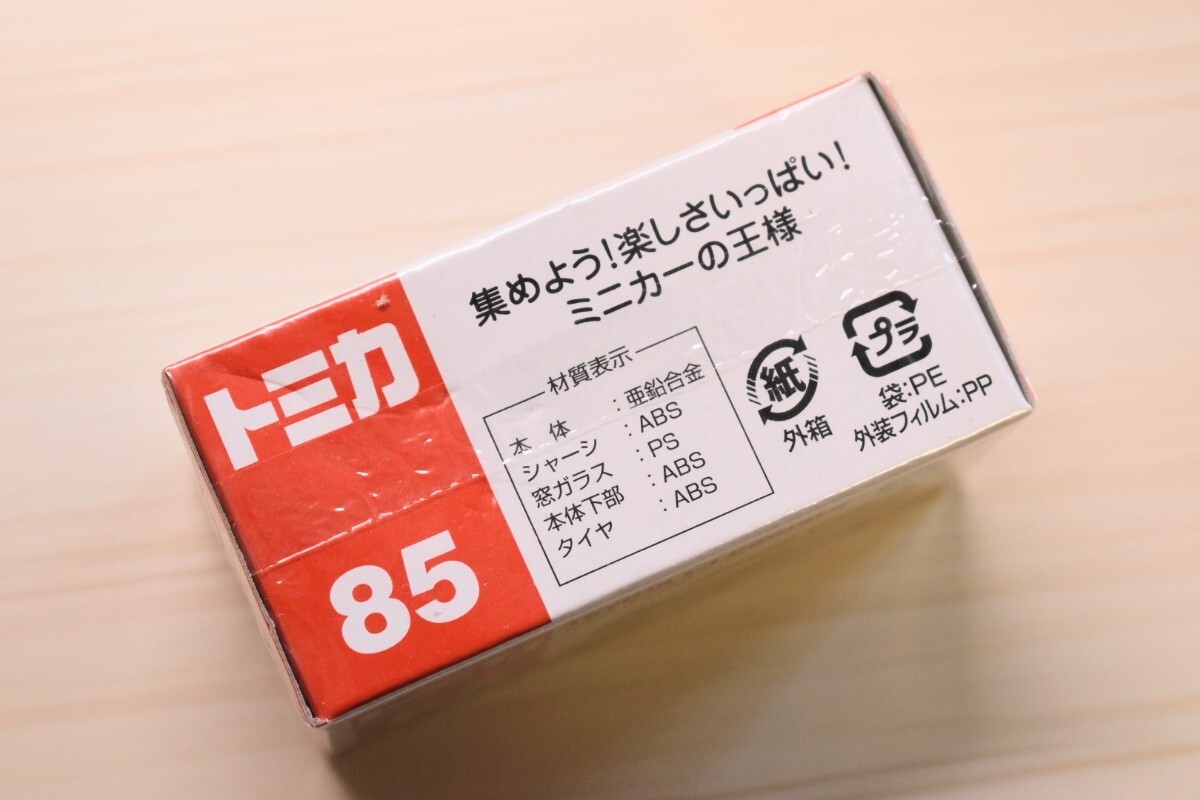 トミカ
85
集めよう!楽しさいっぱい!
ミニカーの王様
材質表示
本体 :亜鉛合金
シャーシ :ABS
窓ガラス :PS
本体下部 :ABS
タイヤ :ABS
紙
外箱
プラ
袋:PE
外装フィルム:PP